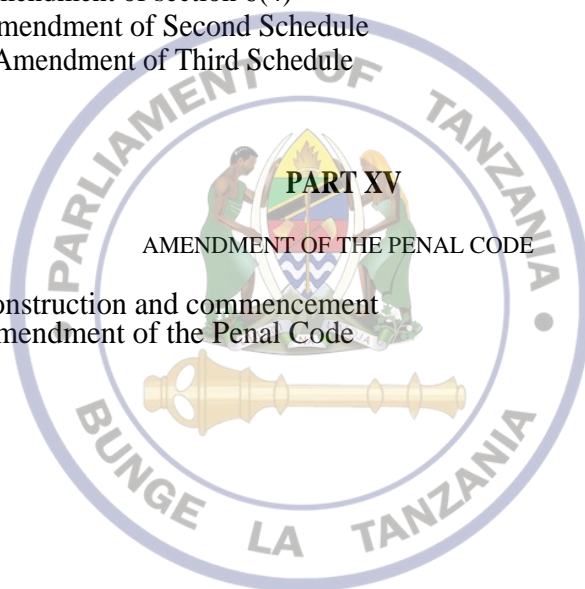 mendment of Second Schedule
Amendment of Third Schedule
PARLIAMENT OF TANZANIA
PART XV
AMENDMENT OF THE PENAL CODE
onstruction and commencement
mendment of the Penal Code
BUNGE LA TANZANIA